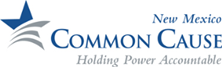 New Mexico
COMMON CAUSE
Holding Power Accountable